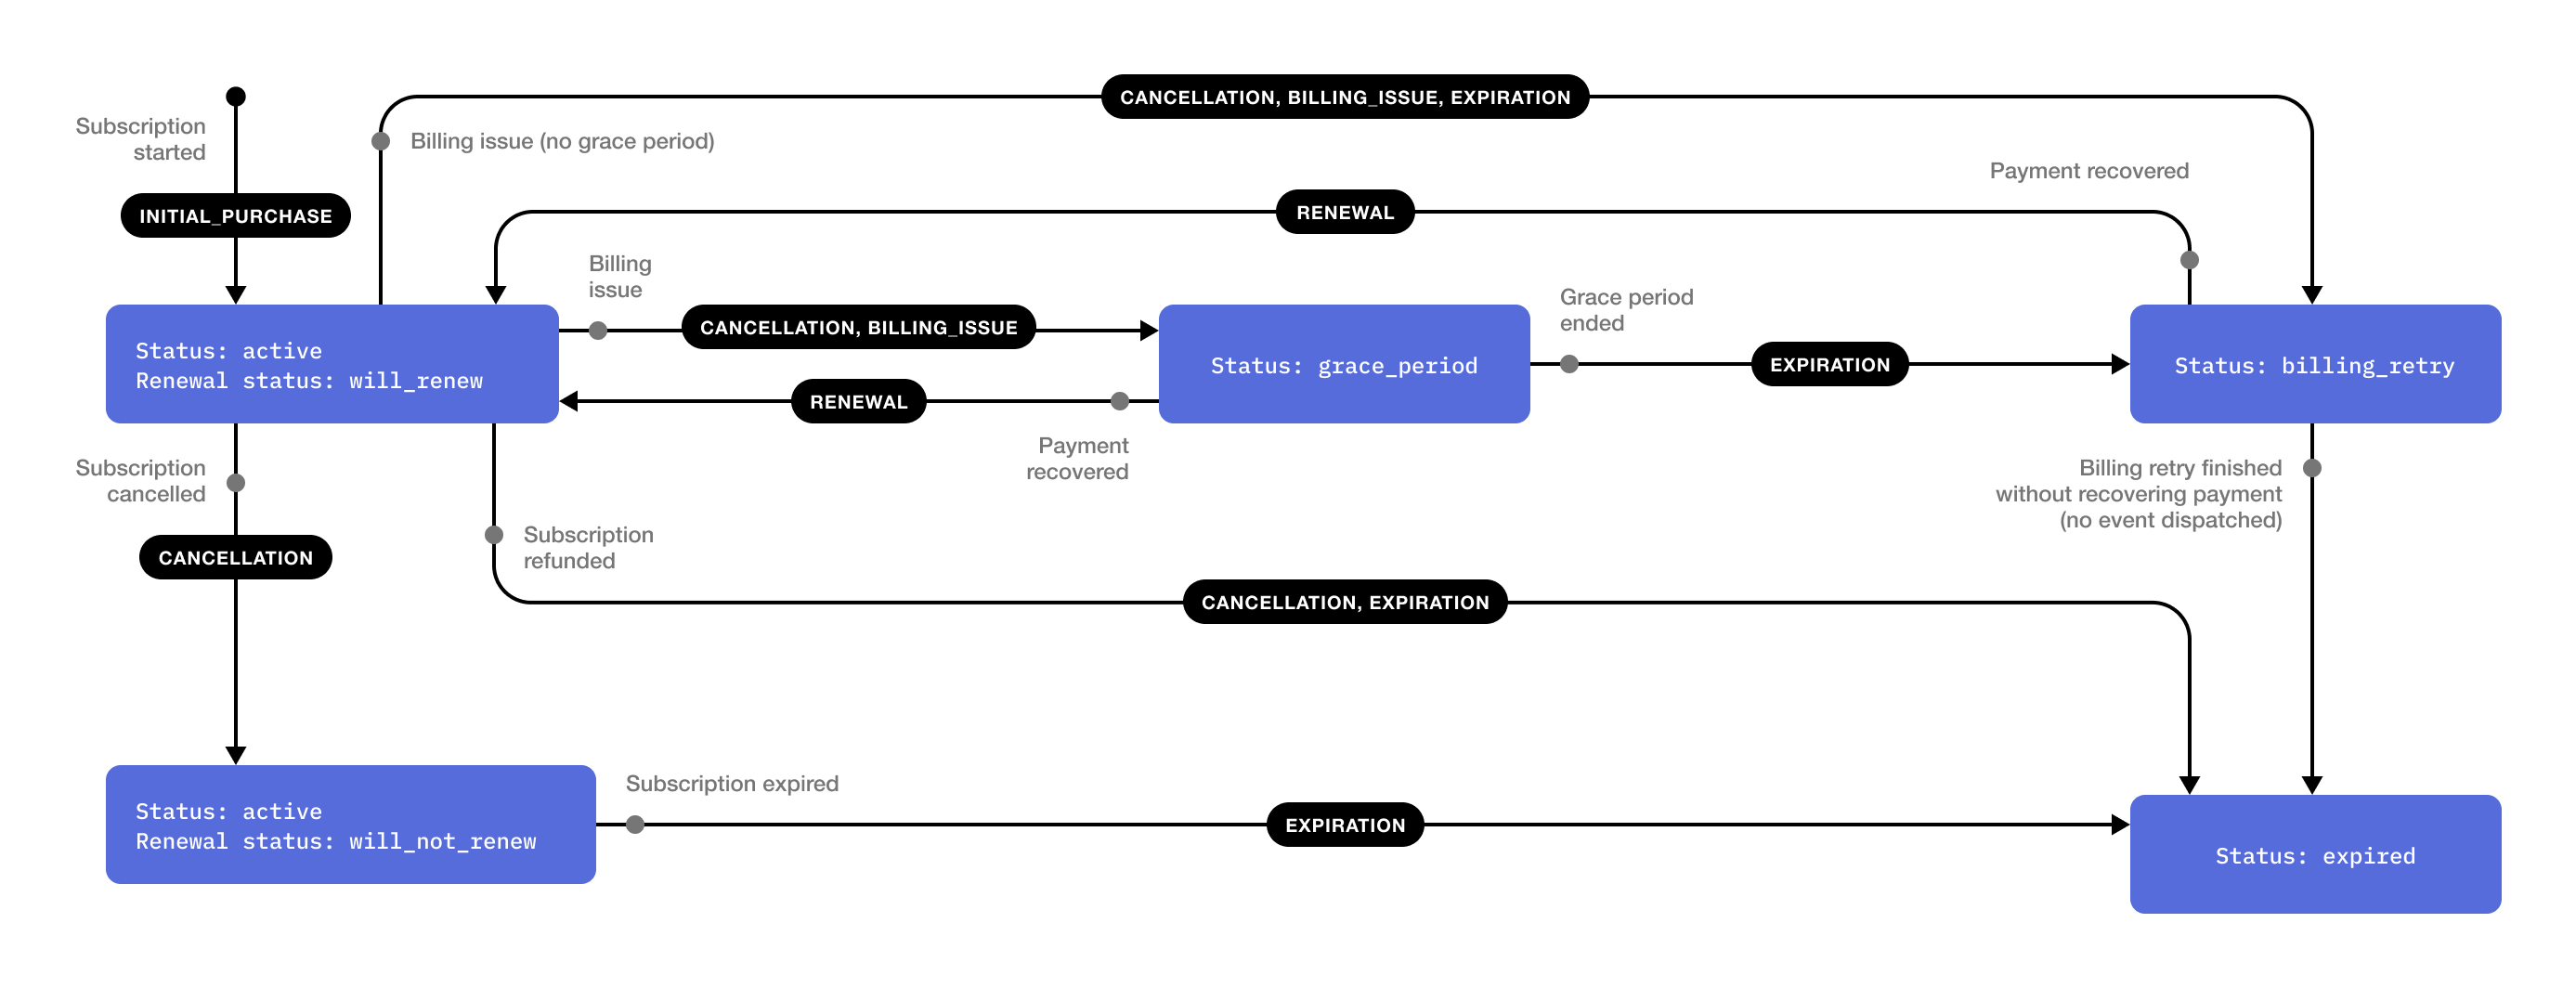 CANCELLATION, BILLING_ISSUE, EXPIRATION
Subscription
started
Billing issue (no grace period)
Payment recovered
INITIAL_PURCHASE
RENEWAL
Billing
issue
Grace period
ended
CANCELLATION, BILLING_ISSUE
Status: active
Renewal status: will_renew
Status: grace_period
EXPIRATION
Status: billing_retry
RENEWAL
Payment
recovered
Subscription
cancelled
Billing retry finished
without recovering payment
(no event dispatched)
Subscription
refunded
CANCELLATION
CANCELLATION, EXPIRATION
Subscription expired
Status: active
Renewal status: will_not_renew
EXPIRATION
Status: expired